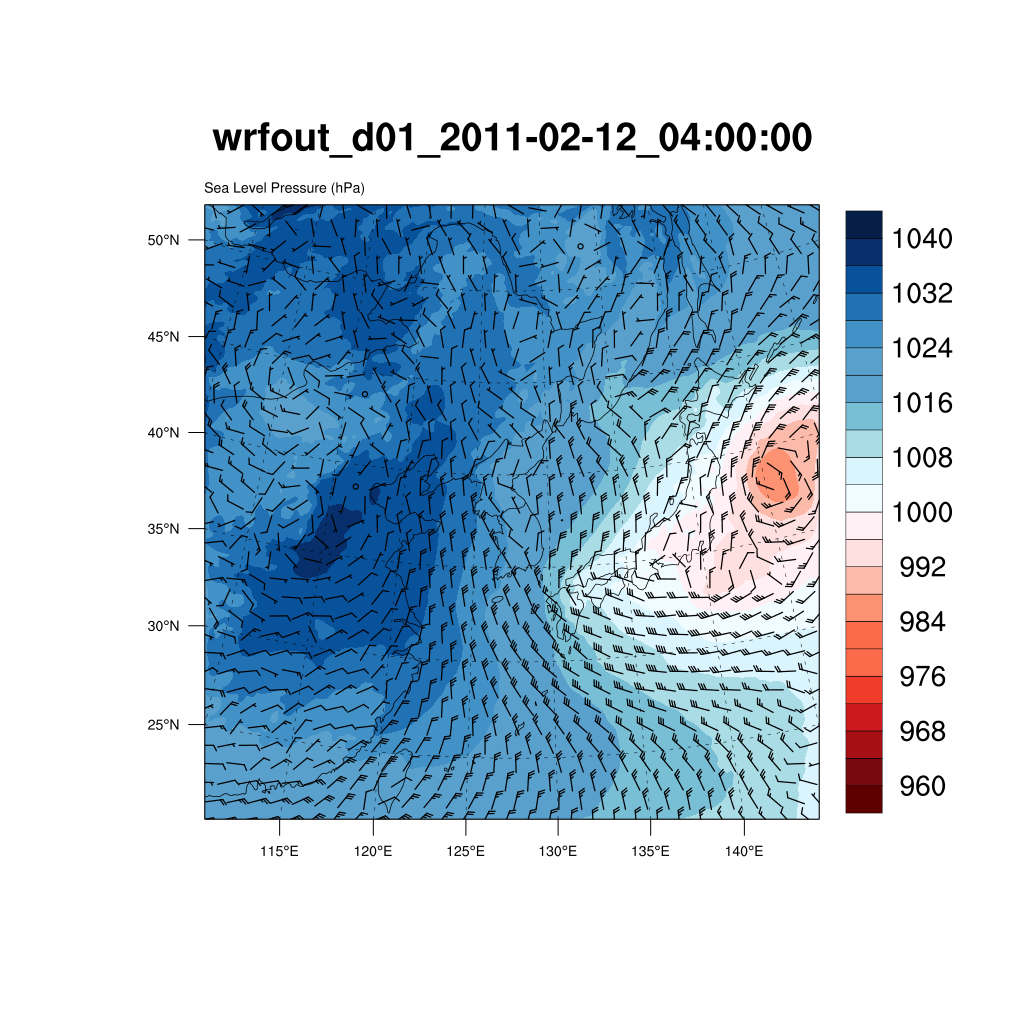 wrfout_d01_2011-02-12_04:00:00
Sea Level Pressure (hPa)
50°N
45°N
40°N
35°N
30°N
25°N
115°E 120°E 125°E 130°E 135°E 140°E
1040
1032
1024
1016
1008
1000
992
984
976
968
960